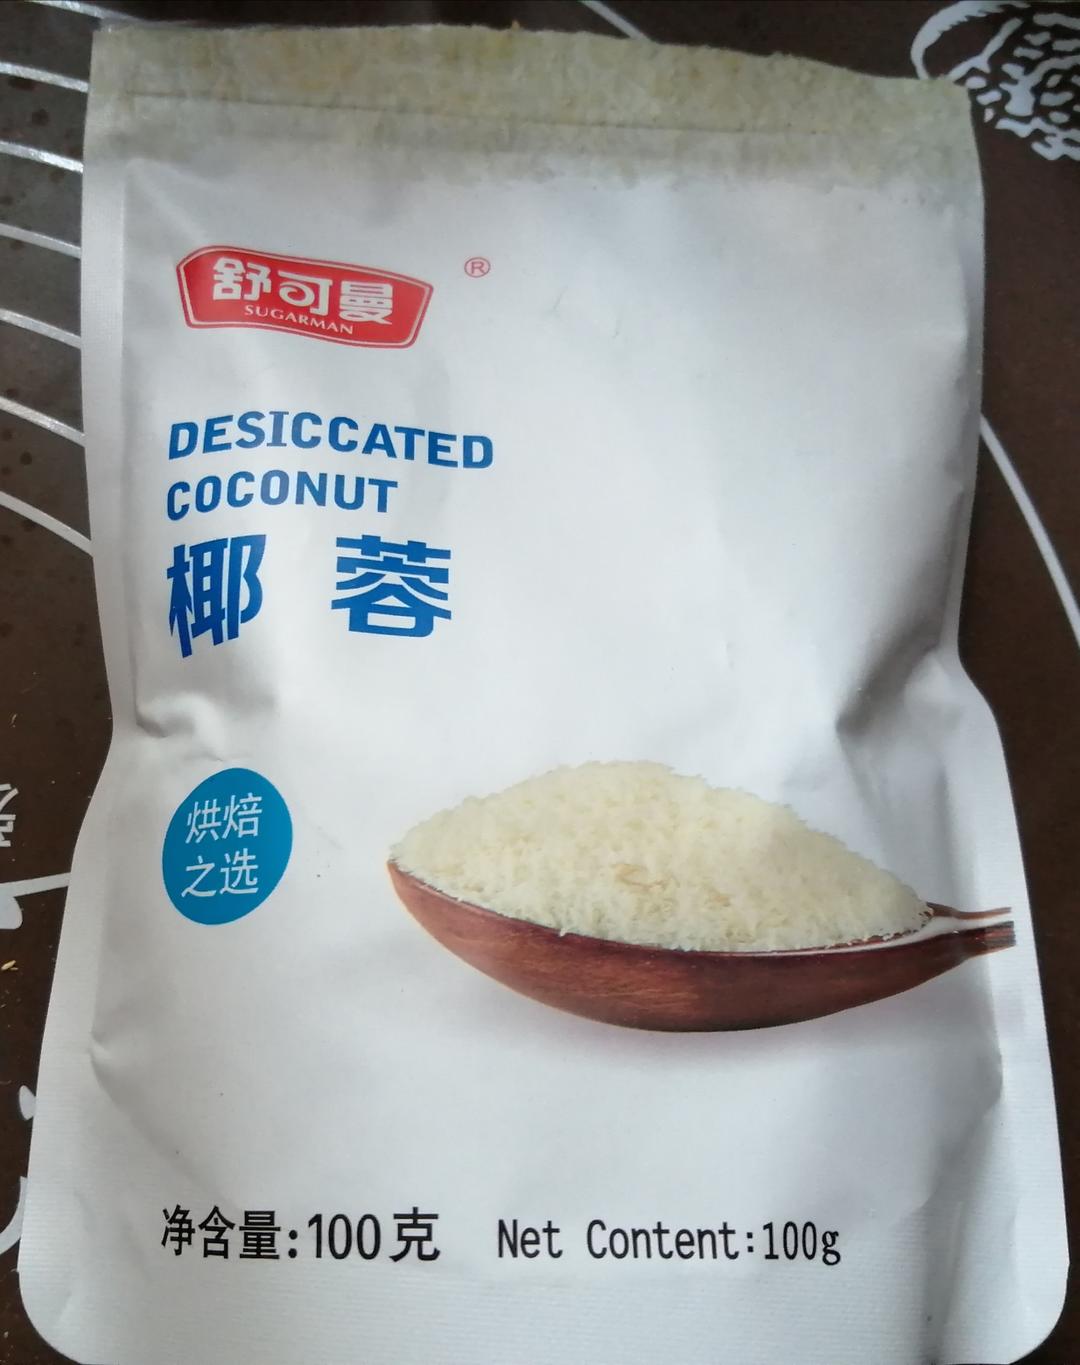 舒可曼
SUGARMAN
®
DESICCATED
COCONUT
椰 蓉
烘焙
之选
净含量:100克 Net Content:100g